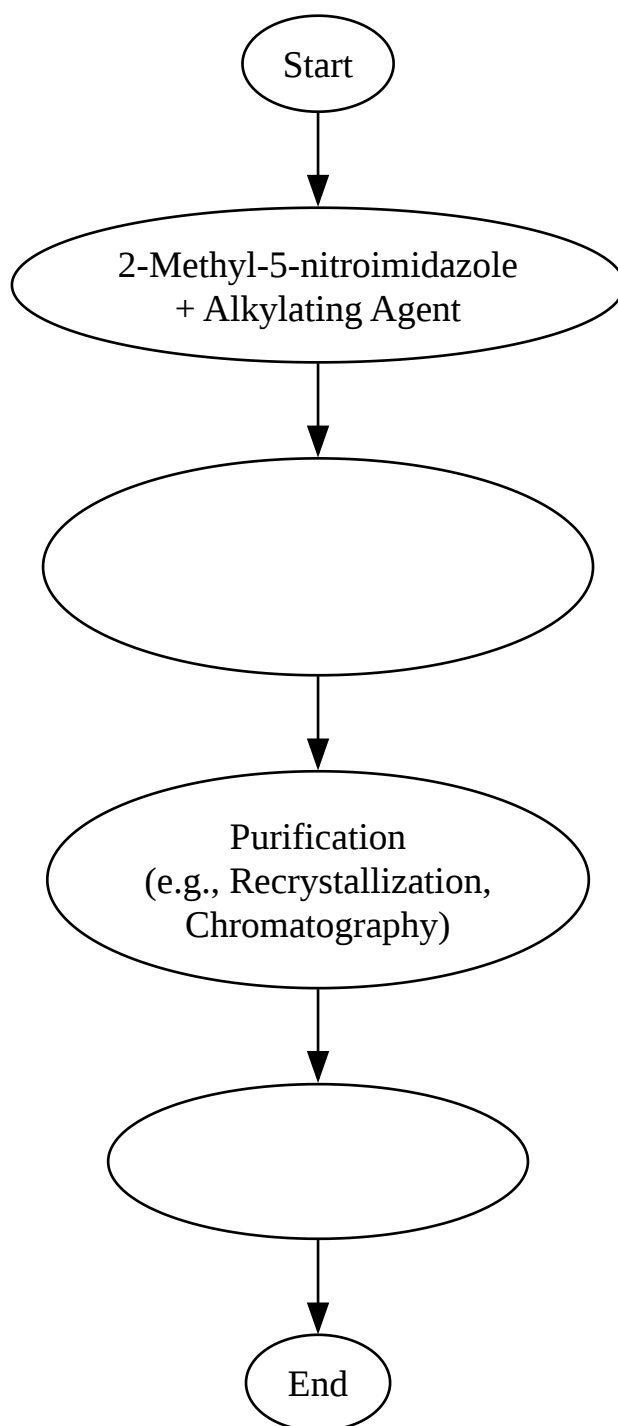 Start
2-Methyl-5-nitroimidazole
+ Alkylating Agent
Purification
(e.g., Recrystallization,
Chromatography)
End